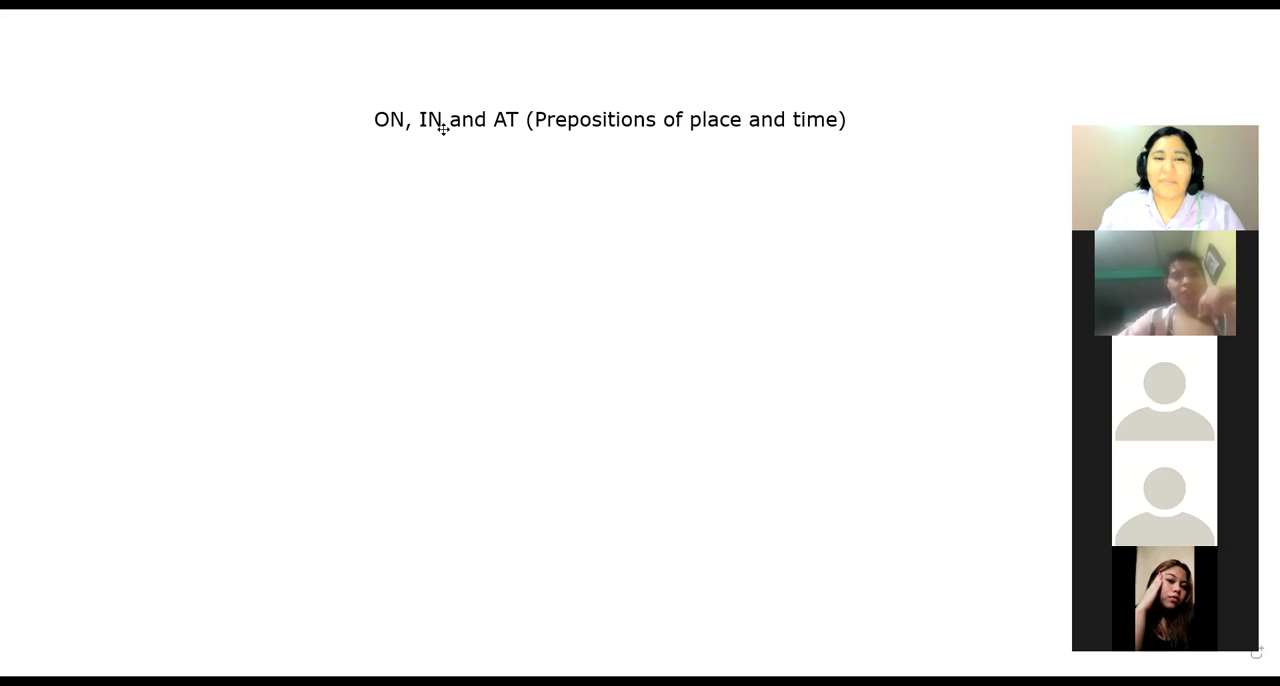 ON, IN and AT (Prepositions of place and time)